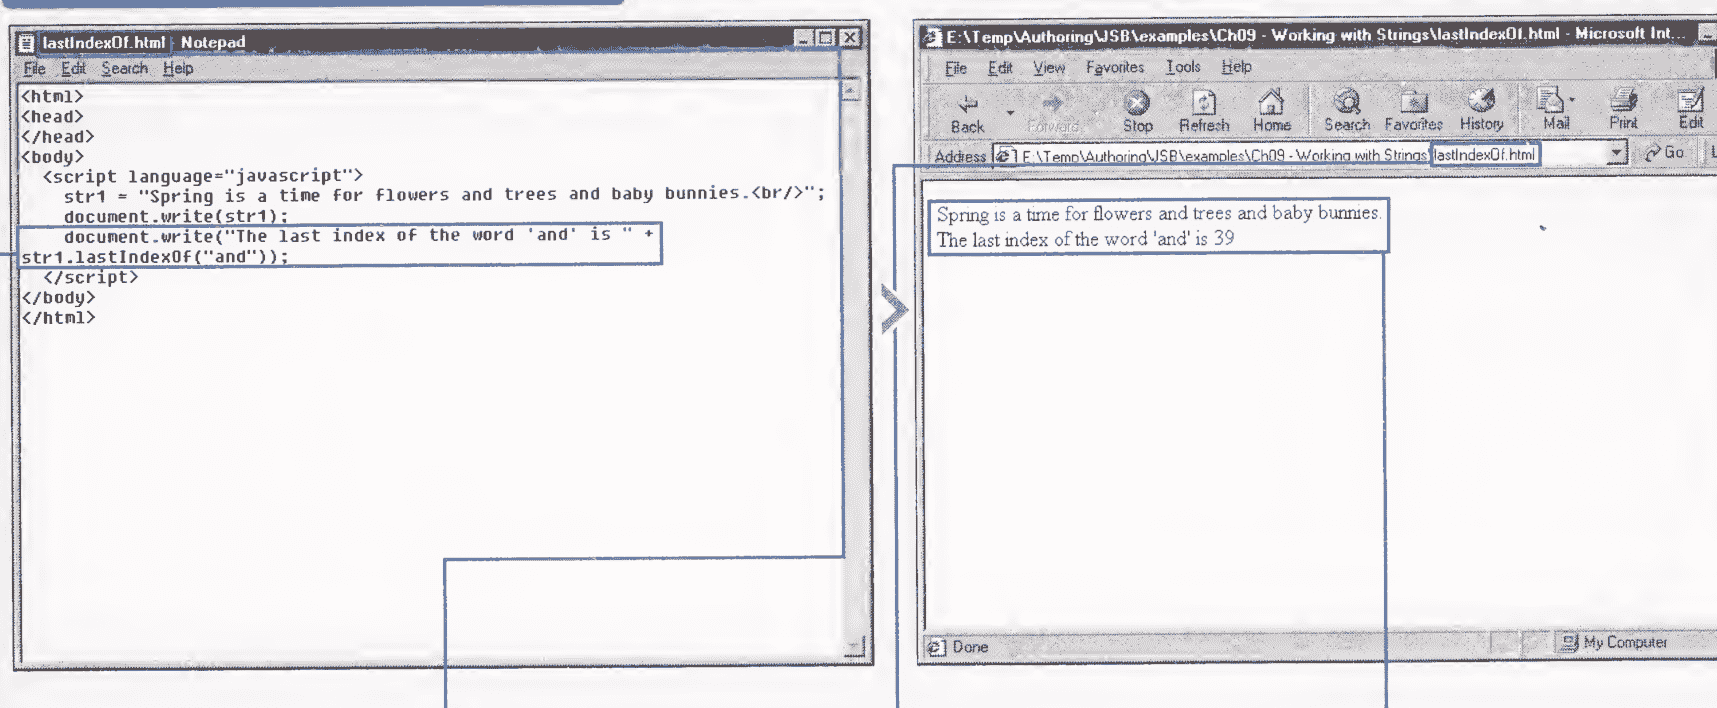 lastIndexOf.html - Notepad
File Edit Search Help
<html>
<head>
</head>
<body>
<script language="javascript">
str1 = "Spring is a time for flowers and trees and baby bunnies.<br/>";
document.write(str1);
document.write("The last index of the word 'and' is " +
str1.lastIndexOf("and"));
</script>
</body>
</html>
E:\Temp\Authoring\JSB\examples\Ch09 - Working with Strings\lastIndexOf.html - Microsoft Int...
File Edit View Favorites Tools Help
Back Forward Stop Refresh Home Search Favorites History Mail Print Edit
Address E:\Temp\Authoring\JSB\examples\Ch09 - Working with Strings\lastIndexOf.html Go
Spring is a time for flowers and trees and baby bunnies.
The last index of the word 'and' is 39
Done My Computer